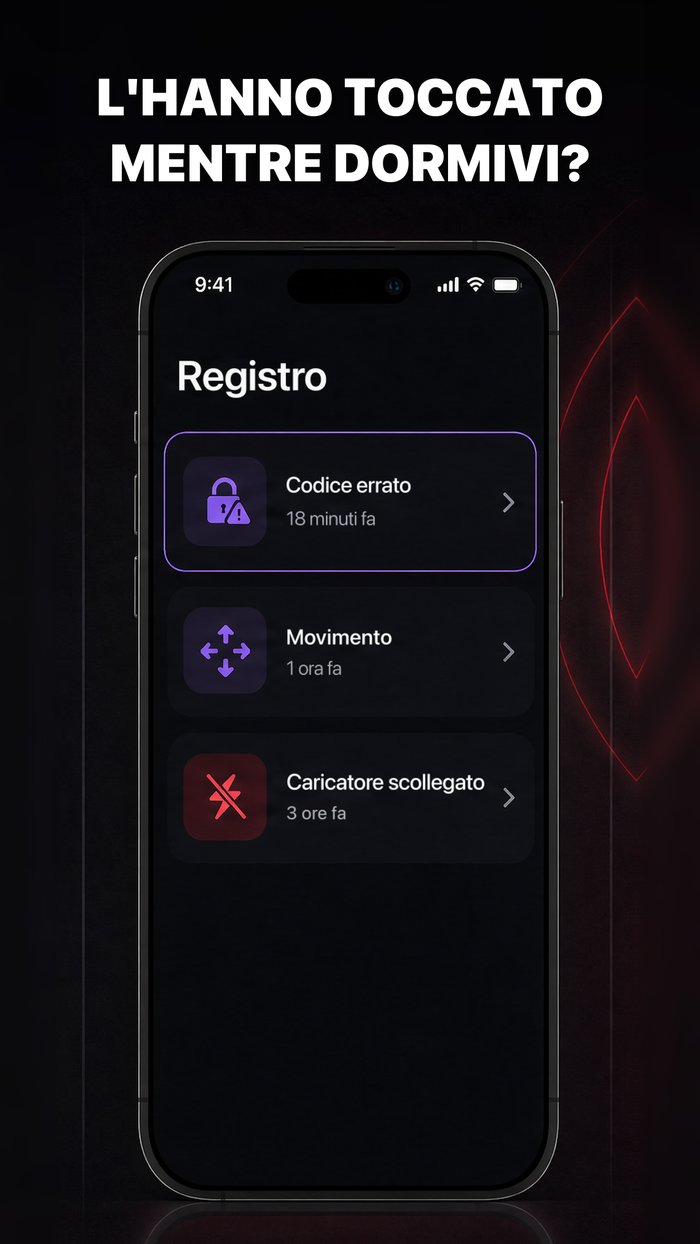 L'HANNO TOCCATO
MENTRE DORMIVI?
9:41
Registro
Codice errato
18 minuti fa
Movimento
1 ora fa
Caricatore scollegato
3 ore fa